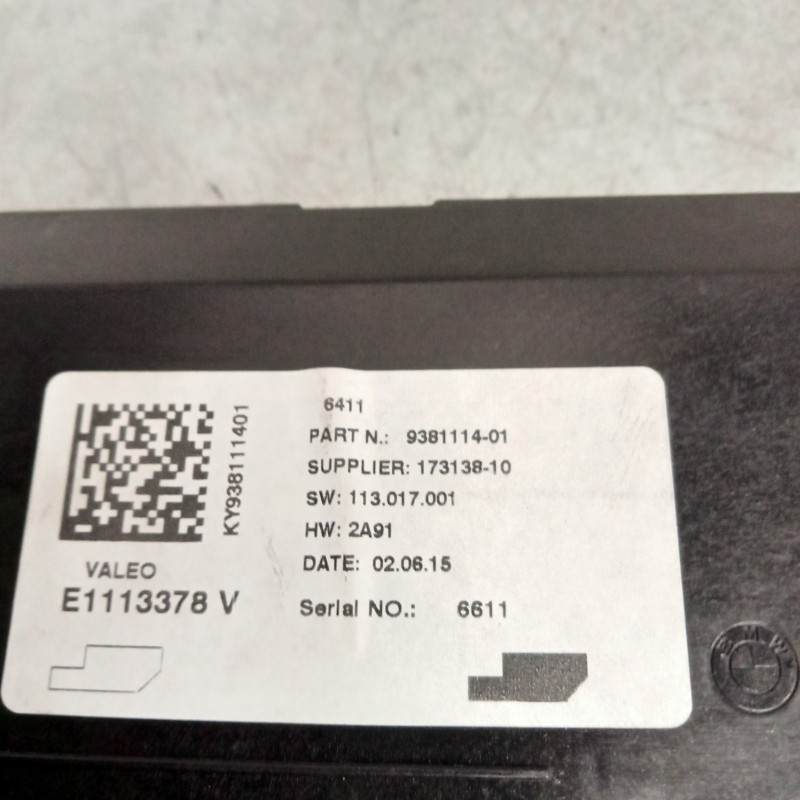 6411
PART N.: 9381114-01
SUPPLIER: 173138-10
SW: 113.017.001
HW: 2A91
DATE: 02.06.15
Serial NO.: 6611
KY938111401
VALEO
E1113378 V
BMW